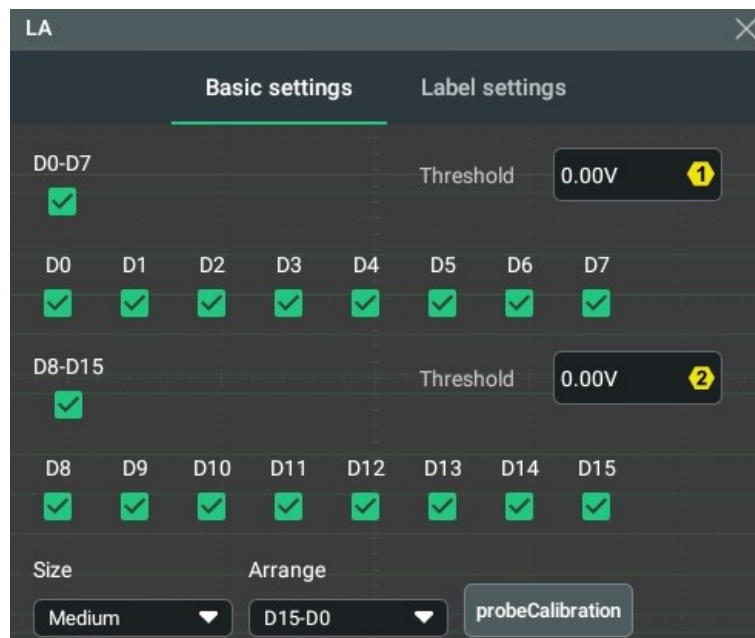 LA
Basic settings Label settings
D0-D7
Threshold 0.00V 1
D0 D1 D2 D3 D4 D5 D6 D7
D8-D15
Threshold 0.00V 2
D8 D9 D10 D11 D12 D13 D14 D15
Size Arrange
Medium D15-D0 probeCalibration